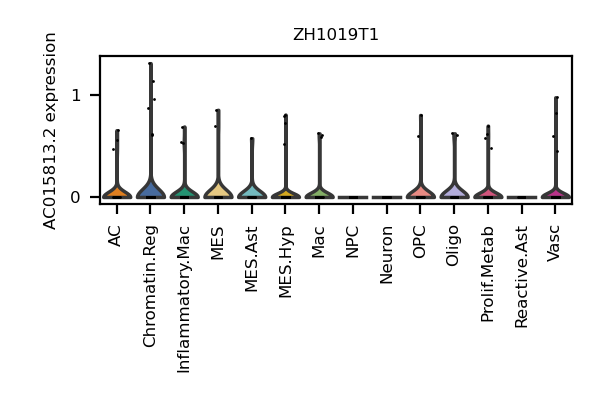 ZH1019T1
AC015813.2 expression
1
0
AC
Chromatin.Reg
Inflammatory.Mac
MES
MES.Ast
MES.Hyp
Mac
NPC
Neuron
OPC
Oligo
Prolif.Metab
Reactive.Ast
Vasc